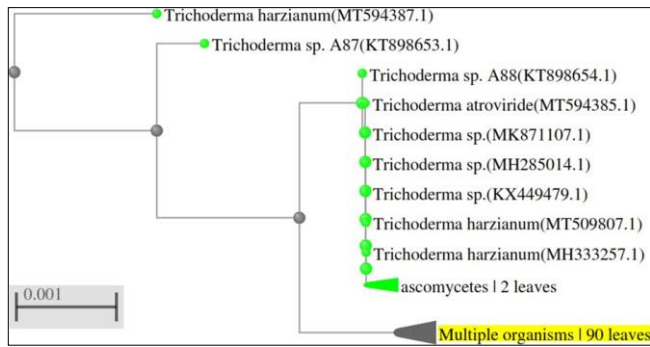 Trichoderma harzianum(MT594387.1)
Trichoderma sp. A87(KT898653.1)
Trichoderma sp. A88(KT898654.1)
Trichoderma atroviride(MT594385.1)
Trichoderma sp.(MK871107.1)
Trichoderma sp.(MH285014.1)
Trichoderma sp.(KX449479.1)
Trichoderma harzianum(MT509807.1)
Trichoderma harzianum(MH333257.1)
ascomycetes | 2 leaves
0.001
Multiple organisms | 90 leaves